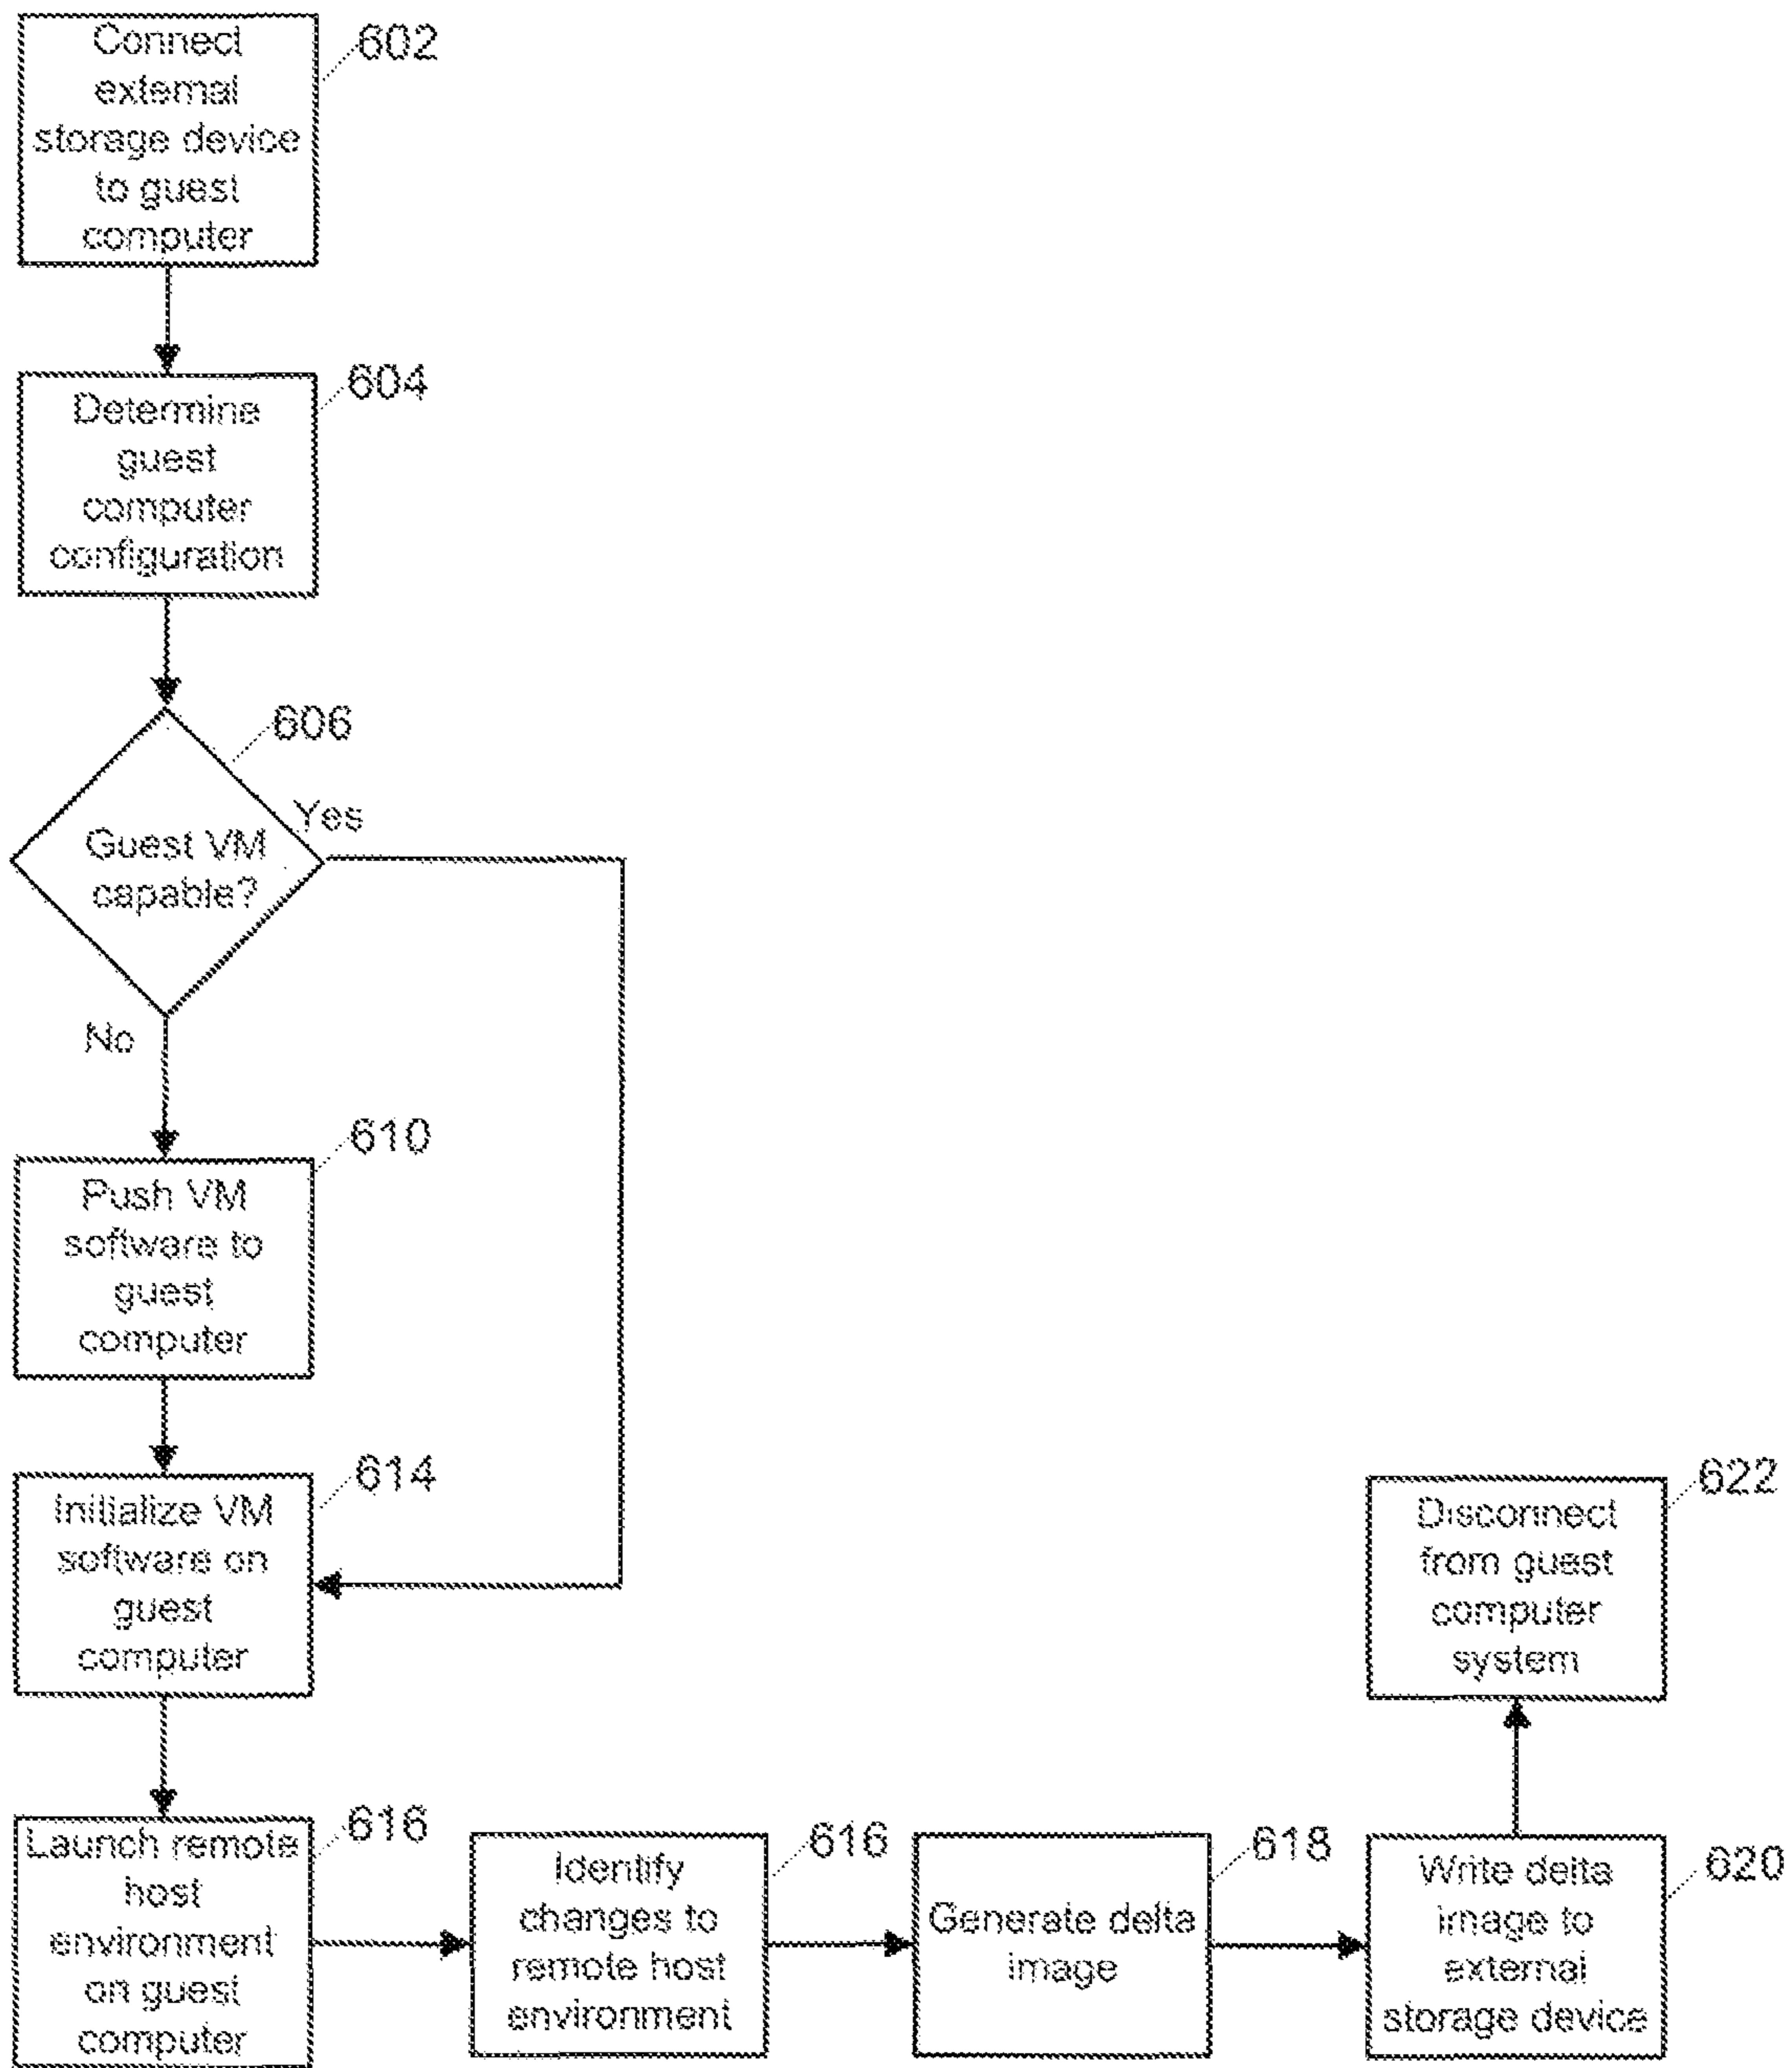 Connect
external
storage device
to guest
computer
602
Determine
guest
computer
configuration
604
606
Guest VM
capable?
Yes
No
Push VM
software to
guest
computer
610
Initialize VM
software on
guest
computer
614
Launch remote
host
environment
on guest
computer
616
Identify
changes to
remote host
environment
616
Generate delta
image
618
Write delta
image to
external
storage device
620
Disconnect
from guest
computer
system
622